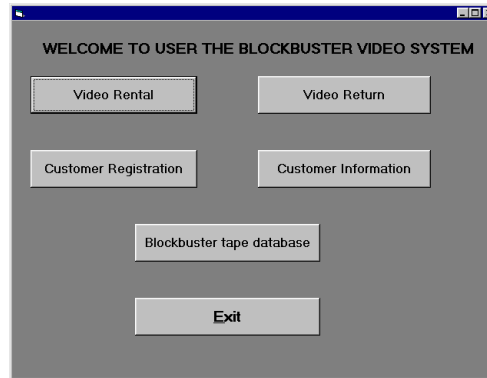 WELCOME TO USER THE BLOCKBUSTER VIDEO SYSTEM
Video Rental
Video Return
Customer Registration
Customer Information
Blockbuster tape database
Exit